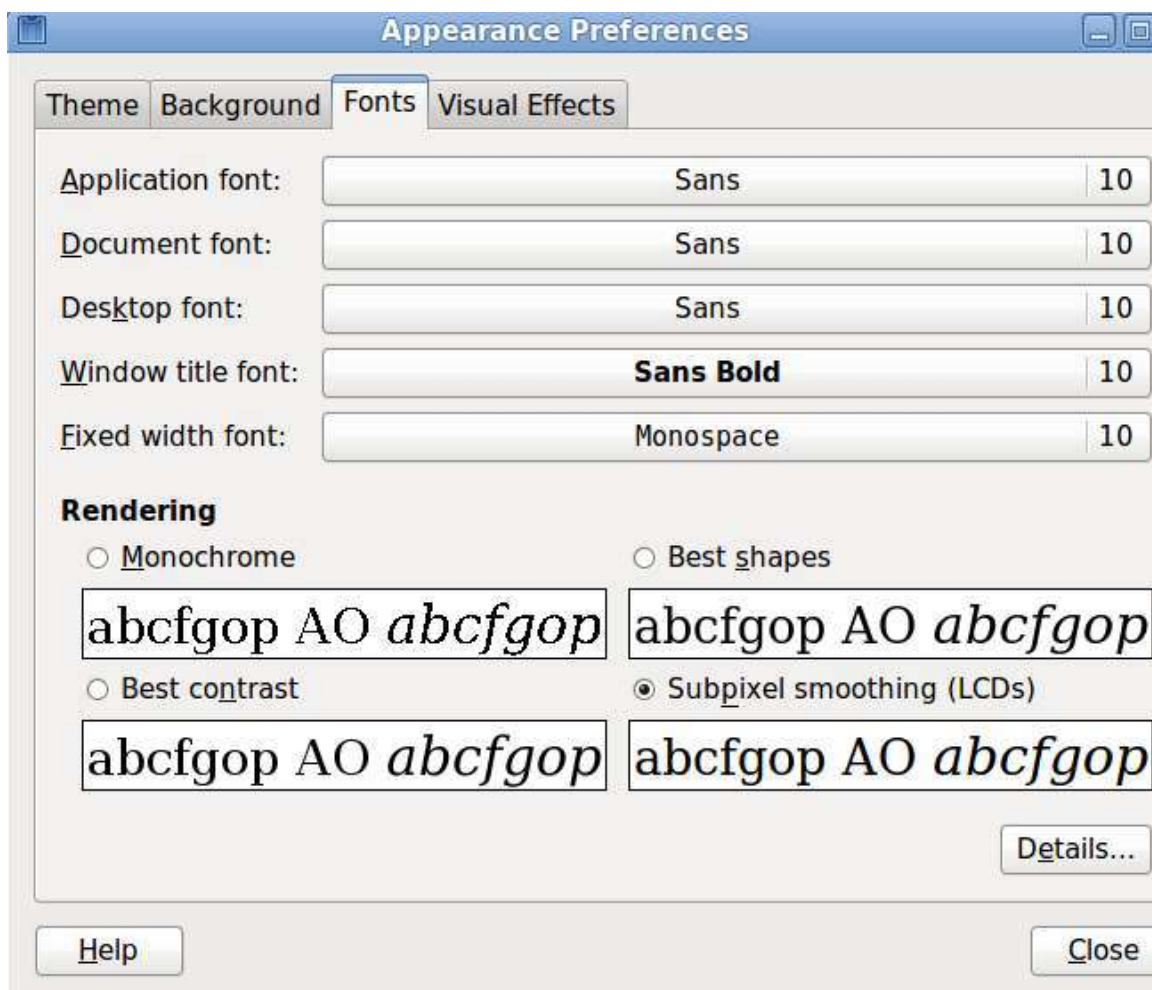 Appearance Preferences
Theme Background Fonts Visual Effects
Application font: Sans 10
Document font: Sans 10
Desktop font: Sans 10
Window title font: Sans Bold 10
Fixed width font: Monospace 10
Rendering
Monochrome Best shapes
abcfgop AO abcfgop abcfgop AO abcfgop
Best contrast Subpixel smoothing (LCDs)
abcfgop AO abcfgop abcfgop AO abcfgop
Details...
Help Close